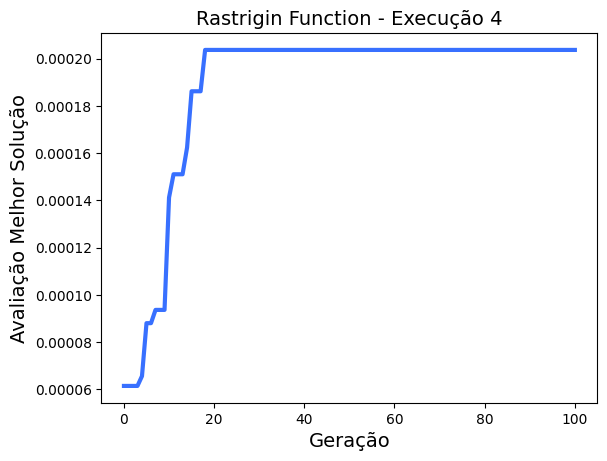 Rastrigin Function - Execução 4
Avaliação Melhor Solução
0.00020
0.00018
0.00016
0.00014
0.00012
0.00010
0.00008
0.00006
0 20 40 60 80 100
Geração